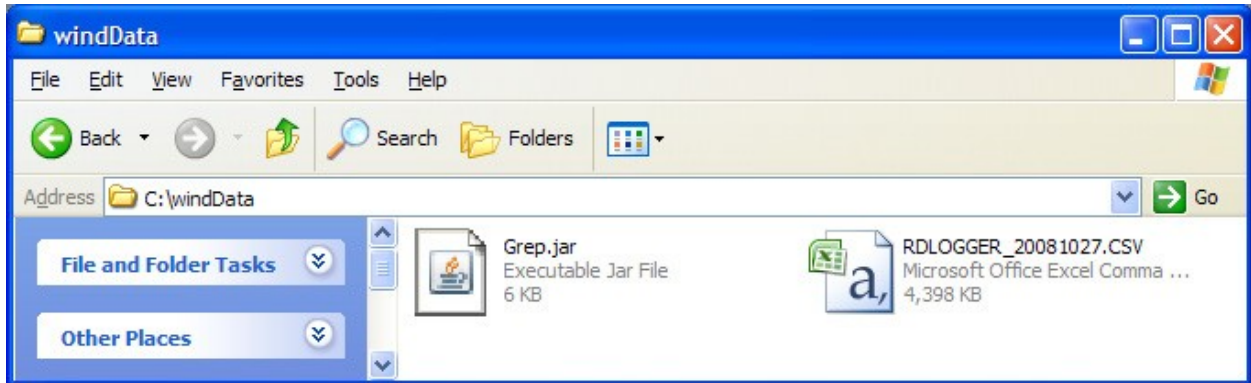 windData
File Edit View Favorites Tools Help
Back Search Folders
Address C:\windData Go
File and Folder Tasks
Other Places
Grep.jar
Executable Jar File
6 KB
RDLOGGER_20081027.CSV
Microsoft Office Excel Comma ...
4,398 KB
a,